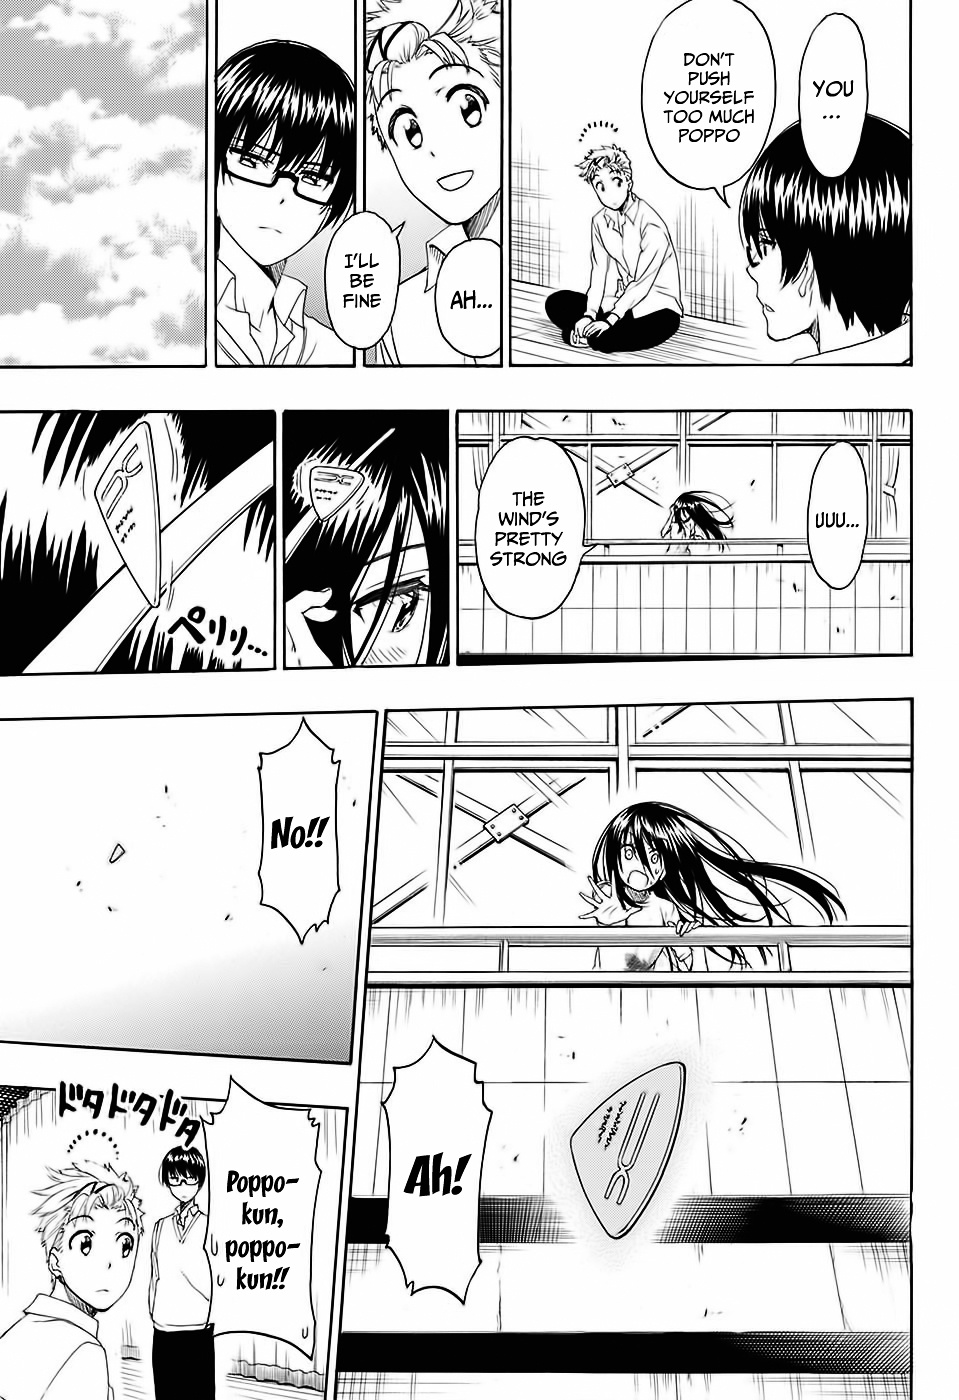 YOU
...
DON'T
PUSH
YOURSELF
TOO MUCH
POPPO
AH...
I'LL
BE
FINE
UUU...
THE
WIND'S
PRETTY
STRONG
ペリッ...
No!!
Ah!
Poppo-
kun,
poppo-
kun!!
ドタドタドタ